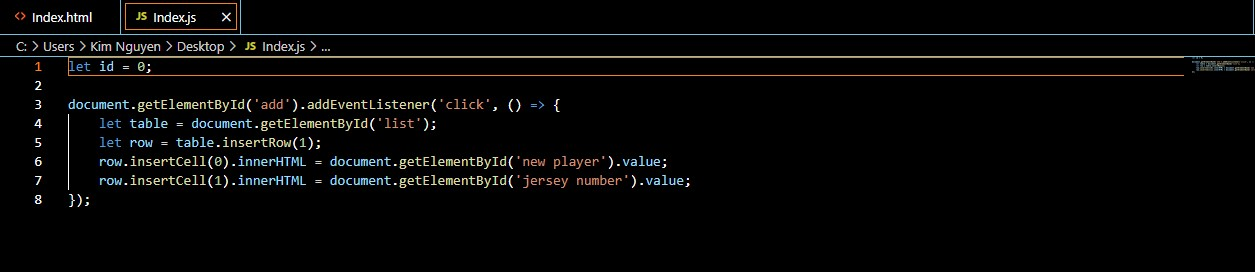 Index.html JS Index.js
C: > Users > Kim Nguyen > Desktop > JS Index.js > ...
1 let id = 0;
2
3 document.getElementById('add').addEventListener('click', () => {
4     let table = document.getElementById('list');
5     let row = table.insertRow(1);
6     row.insertCell(0).innerHTML = document.getElementById('new player').value;
7     row.insertCell(1).innerHTML = document.getElementById('jersey number').value;
8 });